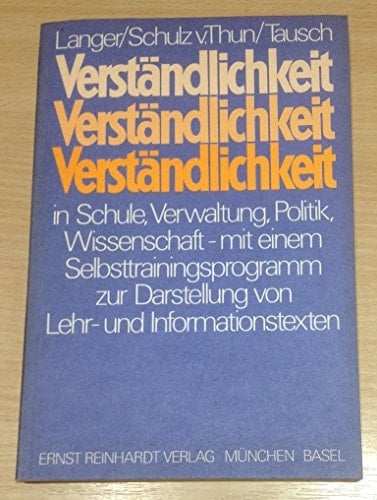 Langer/Schulz v.Thun/Tausch
Verständlichkeit
Verständlichkeit
Verständlichkeit
in Schule, Verwaltung, Politik,
Wissenschaft - mit einem
Selbsttrainingsprogramm
zur Darstellung von
Lehr- und Informationstexten
ERNST REINHARDT VERLAG MÜNCHEN BASEL